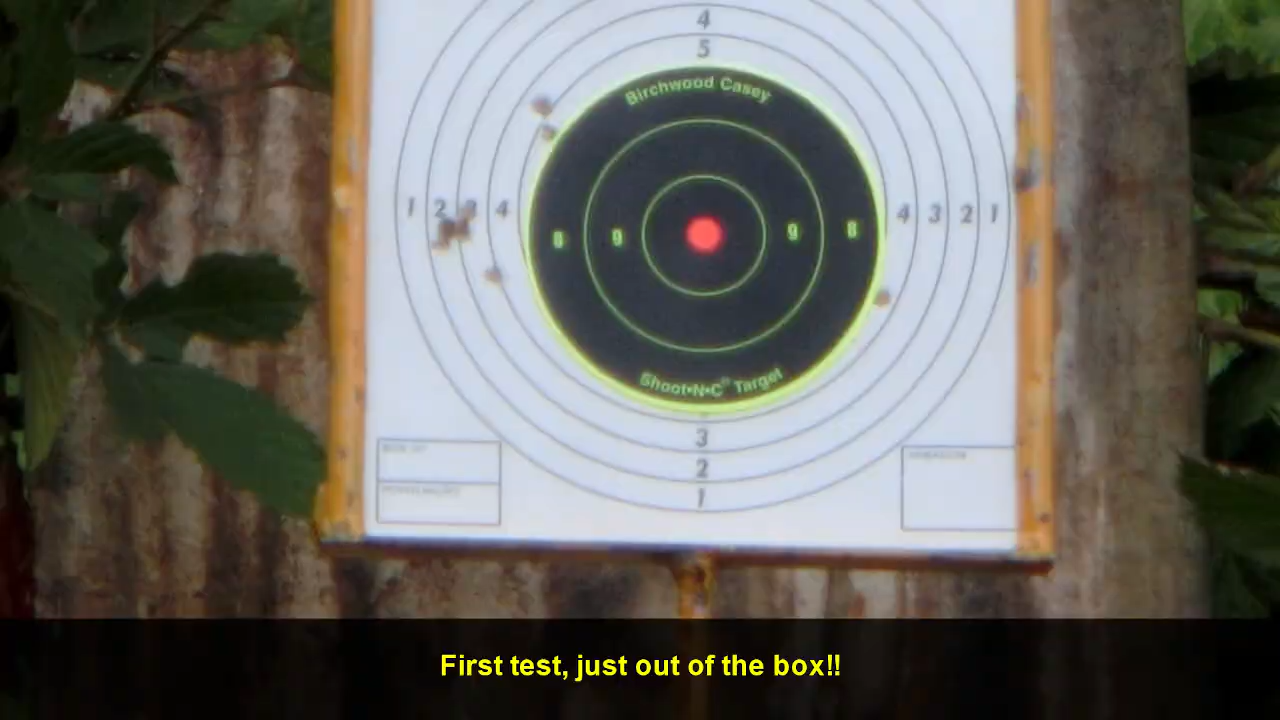 4
5
Birchwood Casey
1 2 3 4 4 3 2 1
8 9 9 8
Shoot•N•C® Target
3
2
1
First test, just out of the box!!